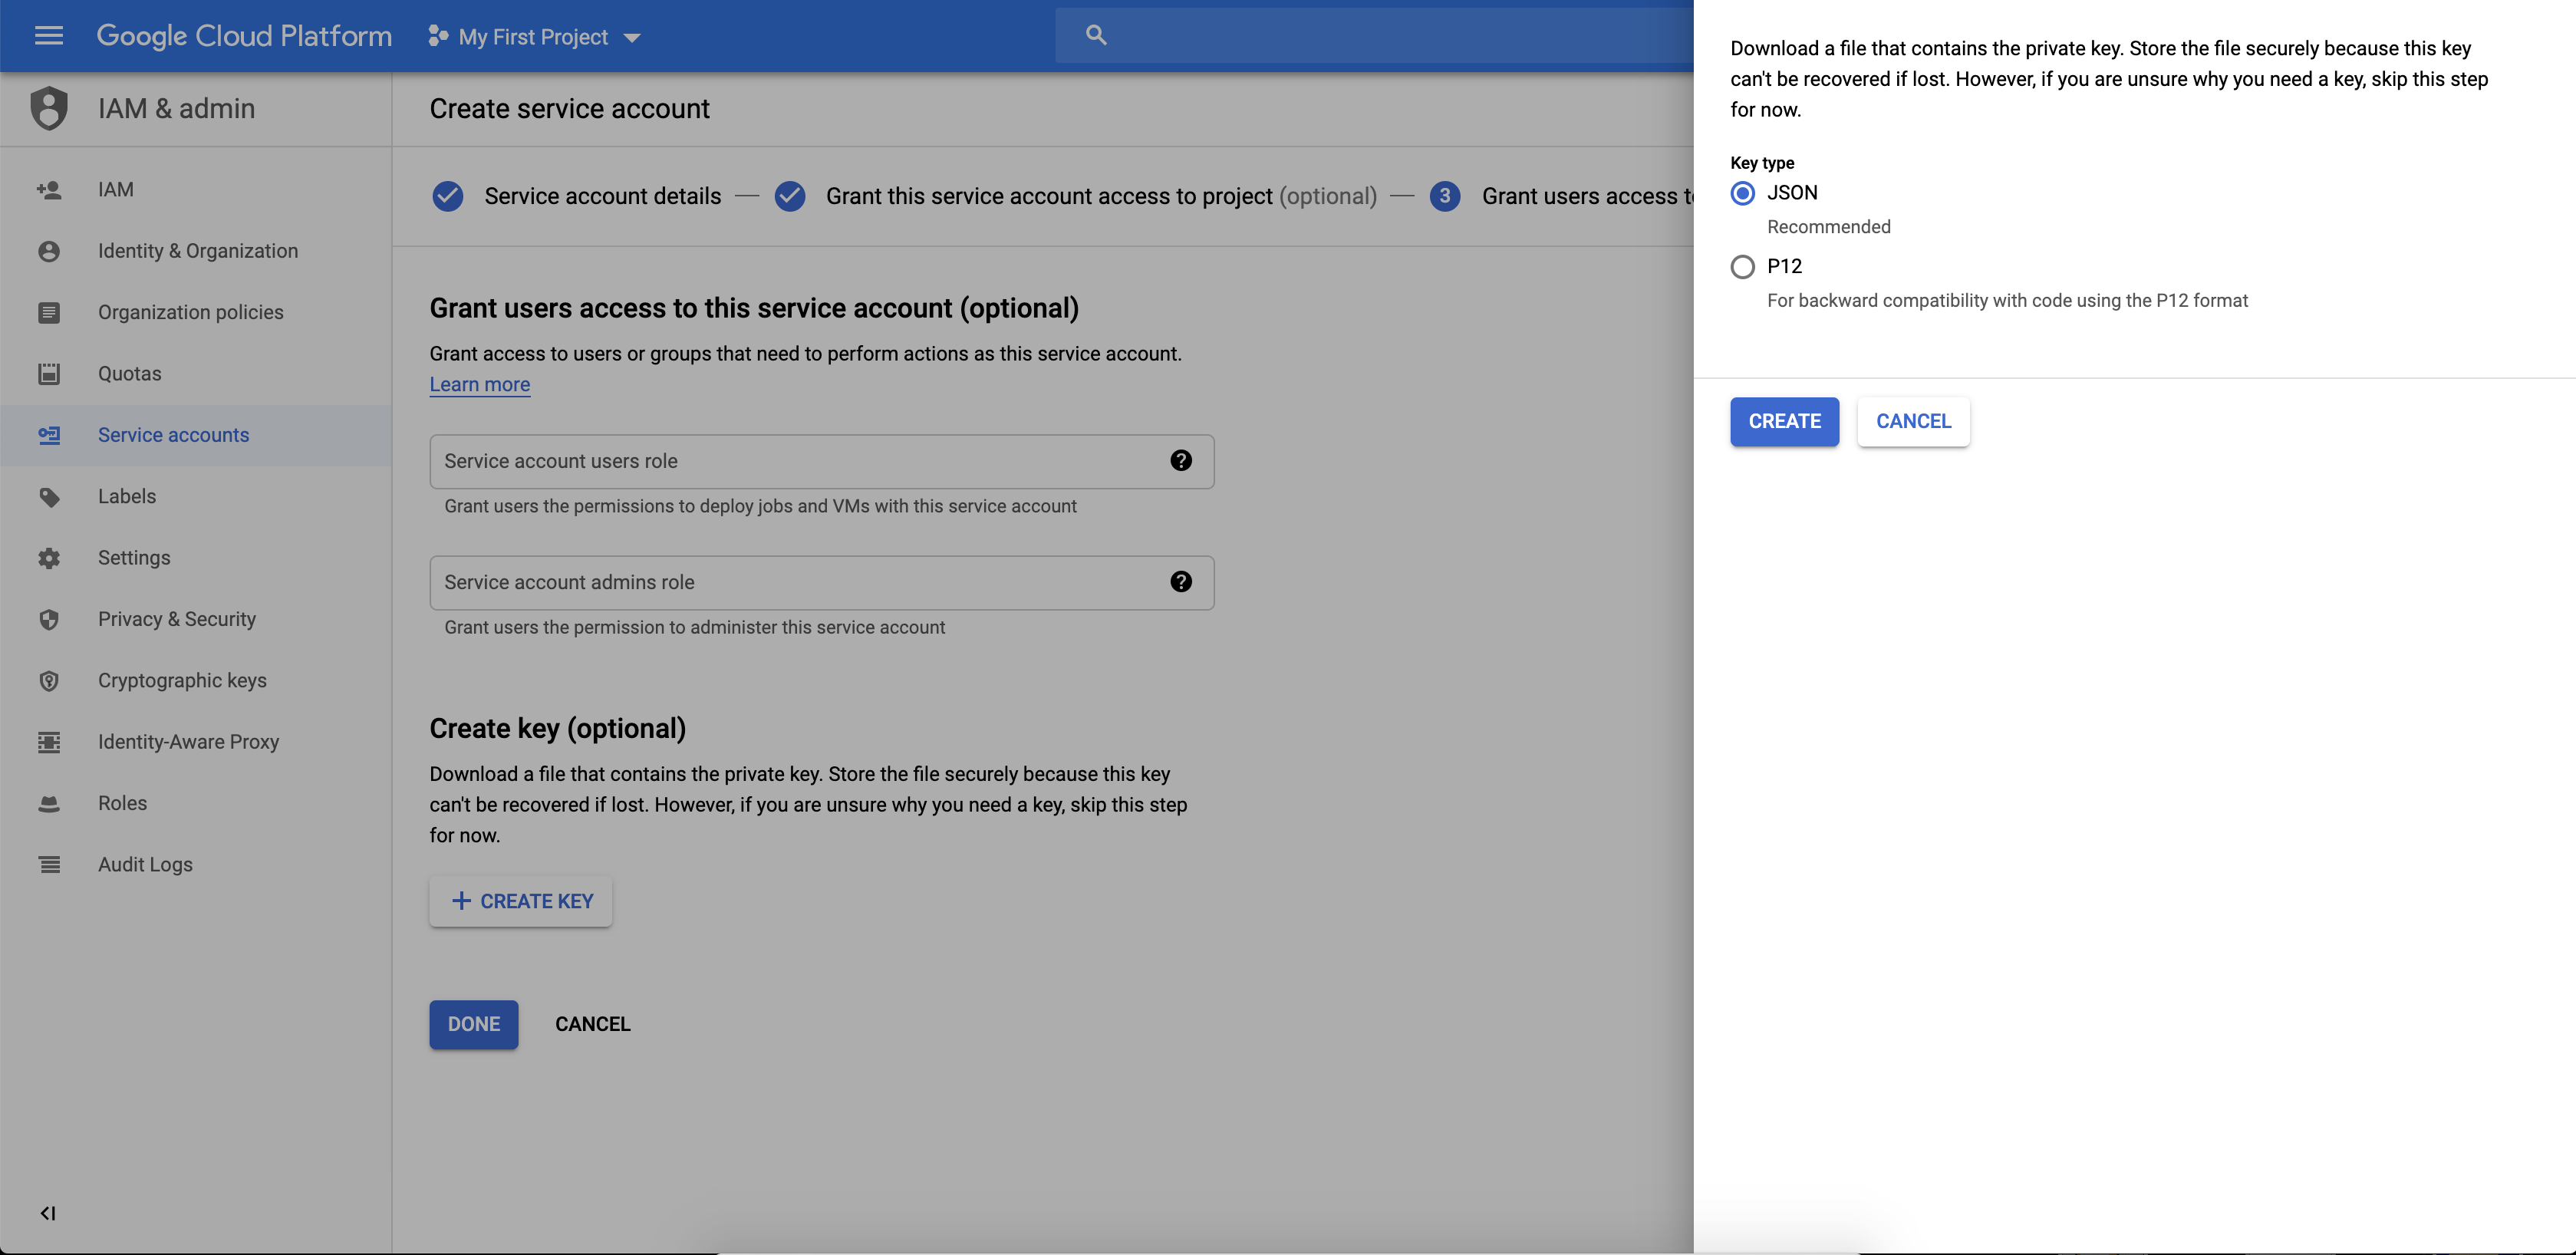 Google Cloud Platform
My First Project
IAM & admin
IAM
Identity & Organization
Organization policies
Quotas
Service accounts
Labels
Settings
Privacy & Security
Cryptographic keys
Identity-Aware Proxy
Roles
Audit Logs
Create service account
Service account details — Grant this service account access to project (optional) — 3 Grant users access t
Grant users access to this service account (optional)
Grant access to users or groups that need to perform actions as this service account.
Learn more
Service account users role
Grant users the permissions to deploy jobs and VMs with this service account
Service account admins role
Grant users the permission to administer this service account
Create key (optional)
Download a file that contains the private key. Store the file securely because this key
can't be recovered if lost. However, if you are unsure why you need a key, skip this step
for now.
+ CREATE KEY
DONE CANCEL
Download a file that contains the private key. Store the file securely because this key
can't be recovered if lost. However, if you are unsure why you need a key, skip this step
for now.
Key type
JSON
Recommended
P12
For backward compatibility with code using the P12 format
CREATE CANCEL